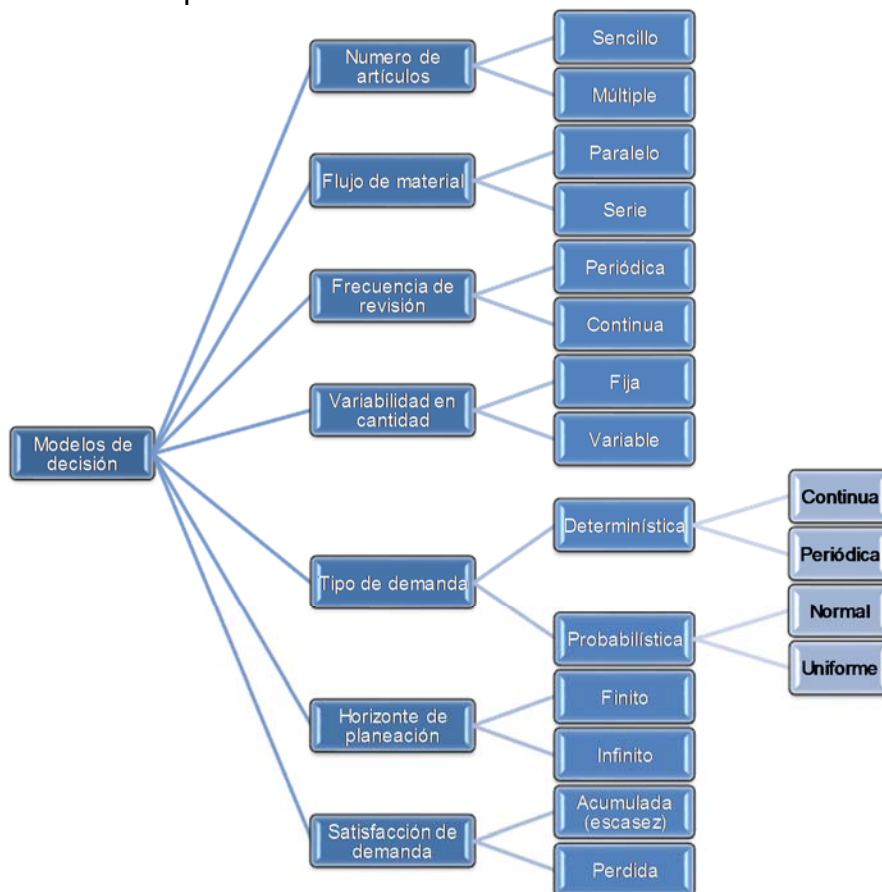 Numero de
artículos
Sencillo
Múltiple
Flujo de material
Paralelo
Serie
Frecuencia de
revisión
Periódica
Continua
Variabilidad en
cantidad
Fija
Variable
Modelos de
decisión
Tipo de demanda
Determinística
Continua
Periódica
Probabilística
Normal
Uniforme
Horizonte de
planeación
Finito
Infinito
Satisfacción de
demanda
Acumulada
(escasez)
Perdida